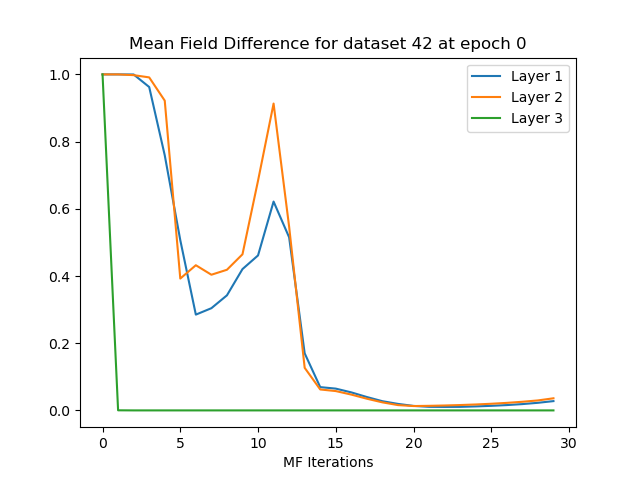 Mean Field Difference for dataset 42 at epoch 0
1.0
0.8
0.6
0.4
0.2
0.0
Layer 1
Layer 2
Layer 3
0 5 10 15 20 25 30
MF Iterations